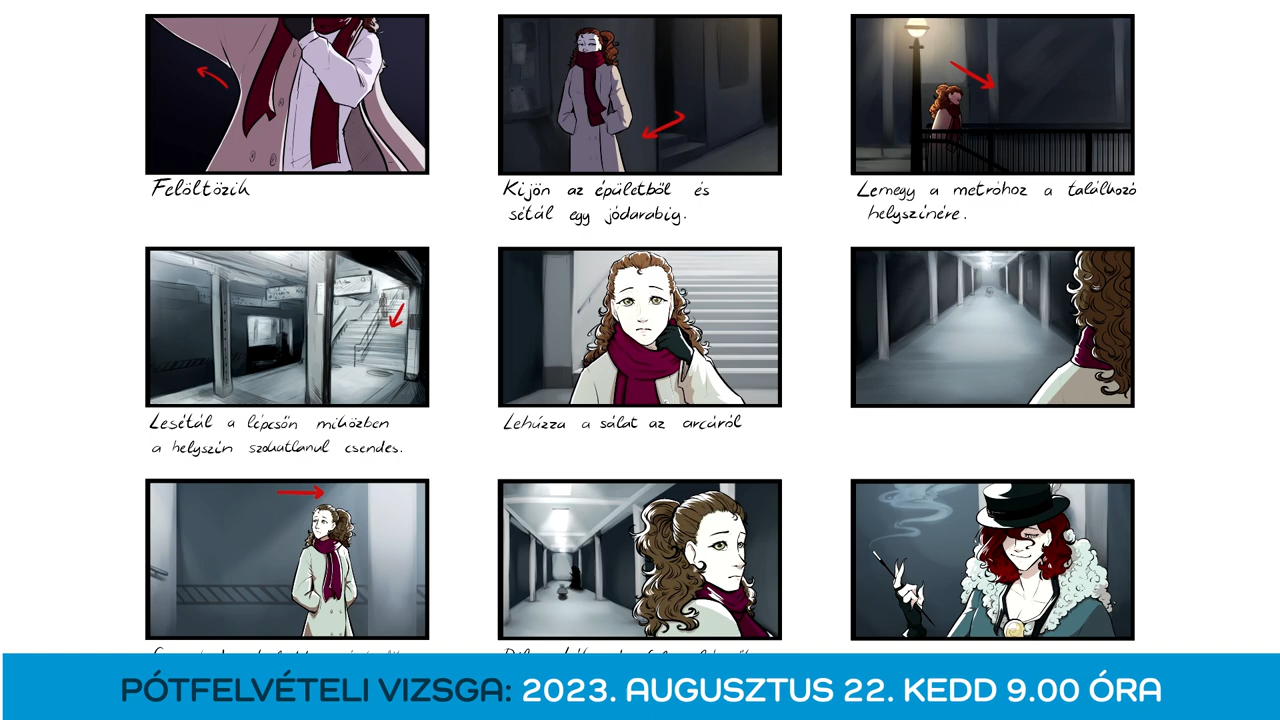 Felöltözik
Kijön az épületből és
sétál egy jódarabig.
Lemegy a metróhoz a találkozó
helyszínére.
Lesétál a lépcsőn miközben
a helyszín szokatlanul csendes.
Lehúzza a sálat az arcáról
PÓTFELVÉTELI VIZSGA: 2023. AUGUSZTUS 22. KEDD 9.00 ÓRA